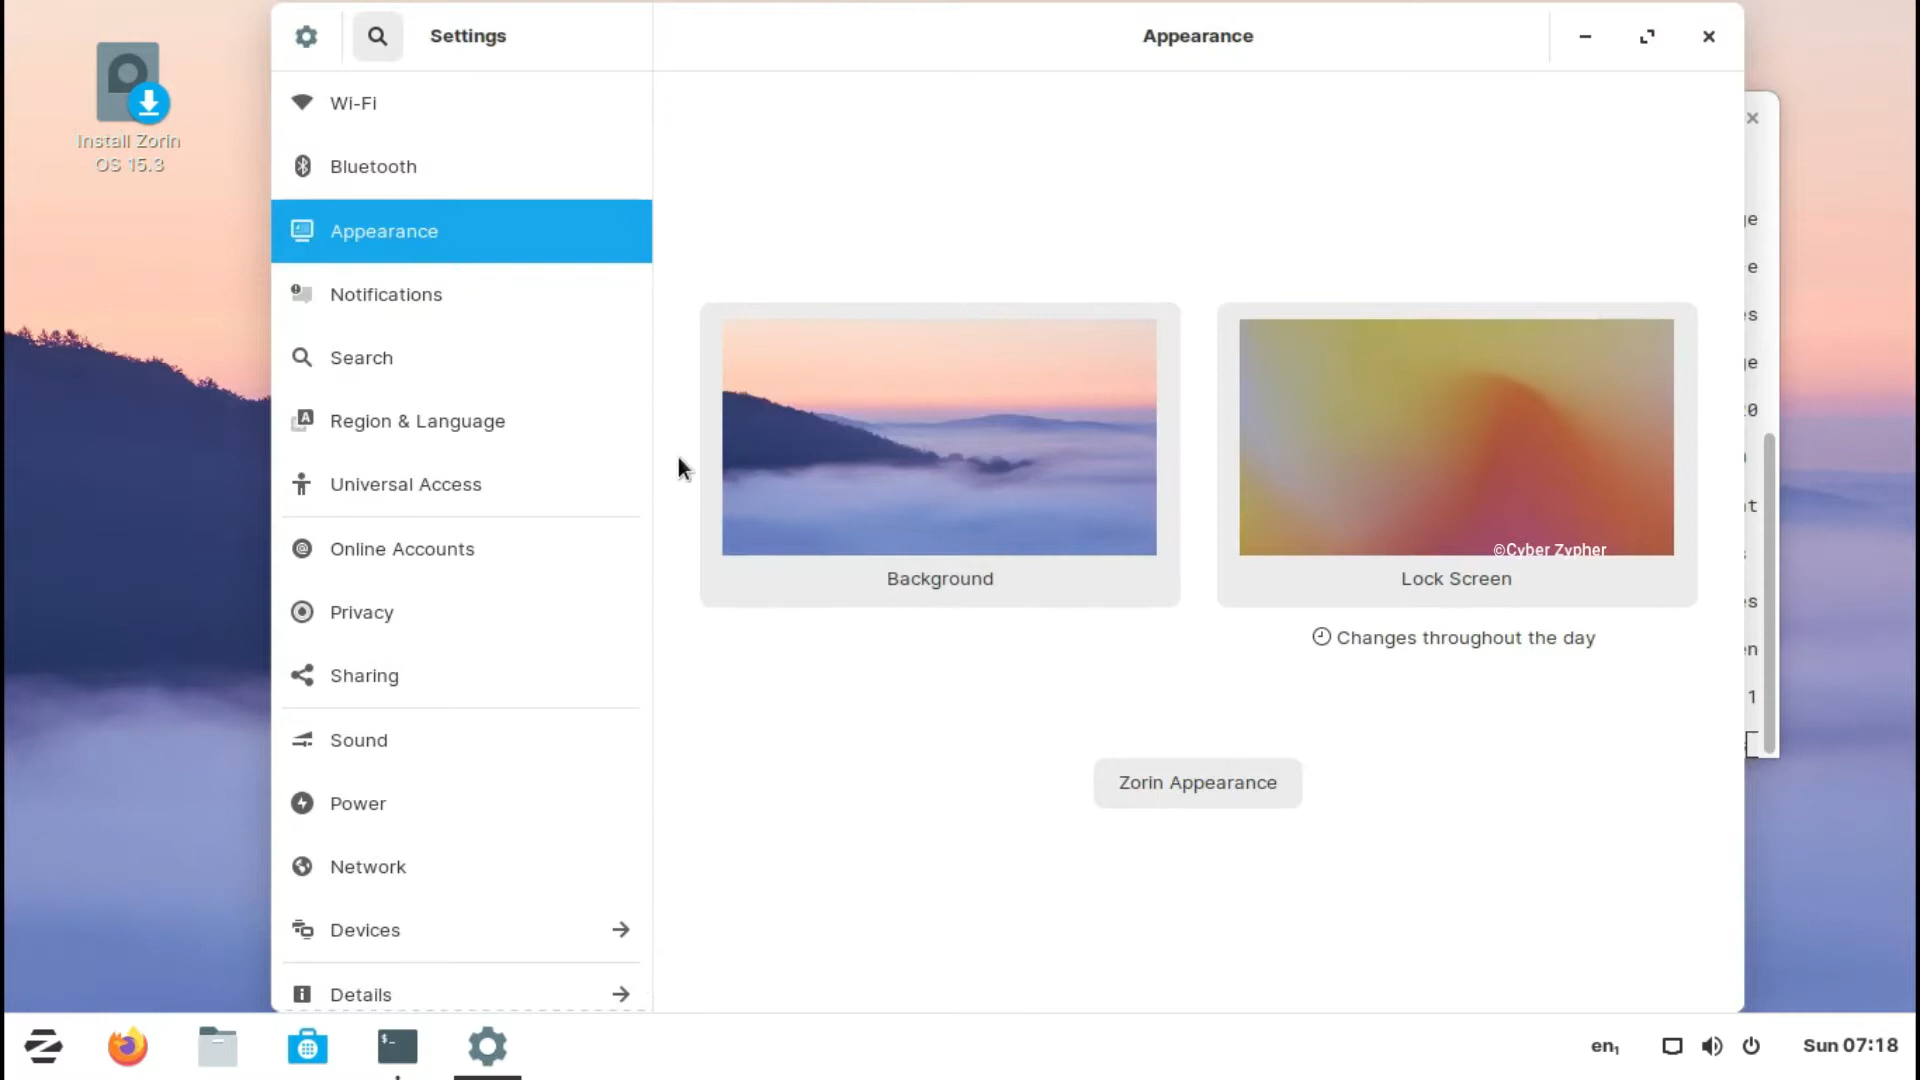 Install Zorin
OS 15.3
Settings
Appearance
Wi-Fi
Bluetooth
Appearance
Notifications
Search
Region & Language
Universal Access
Online Accounts
Privacy
Sharing
Sound
Power
Network
Devices
Details
©Cyber Zypher
Background
Lock Screen
Changes throughout the day
Zorin Appearance
en₁
Sun 07:18